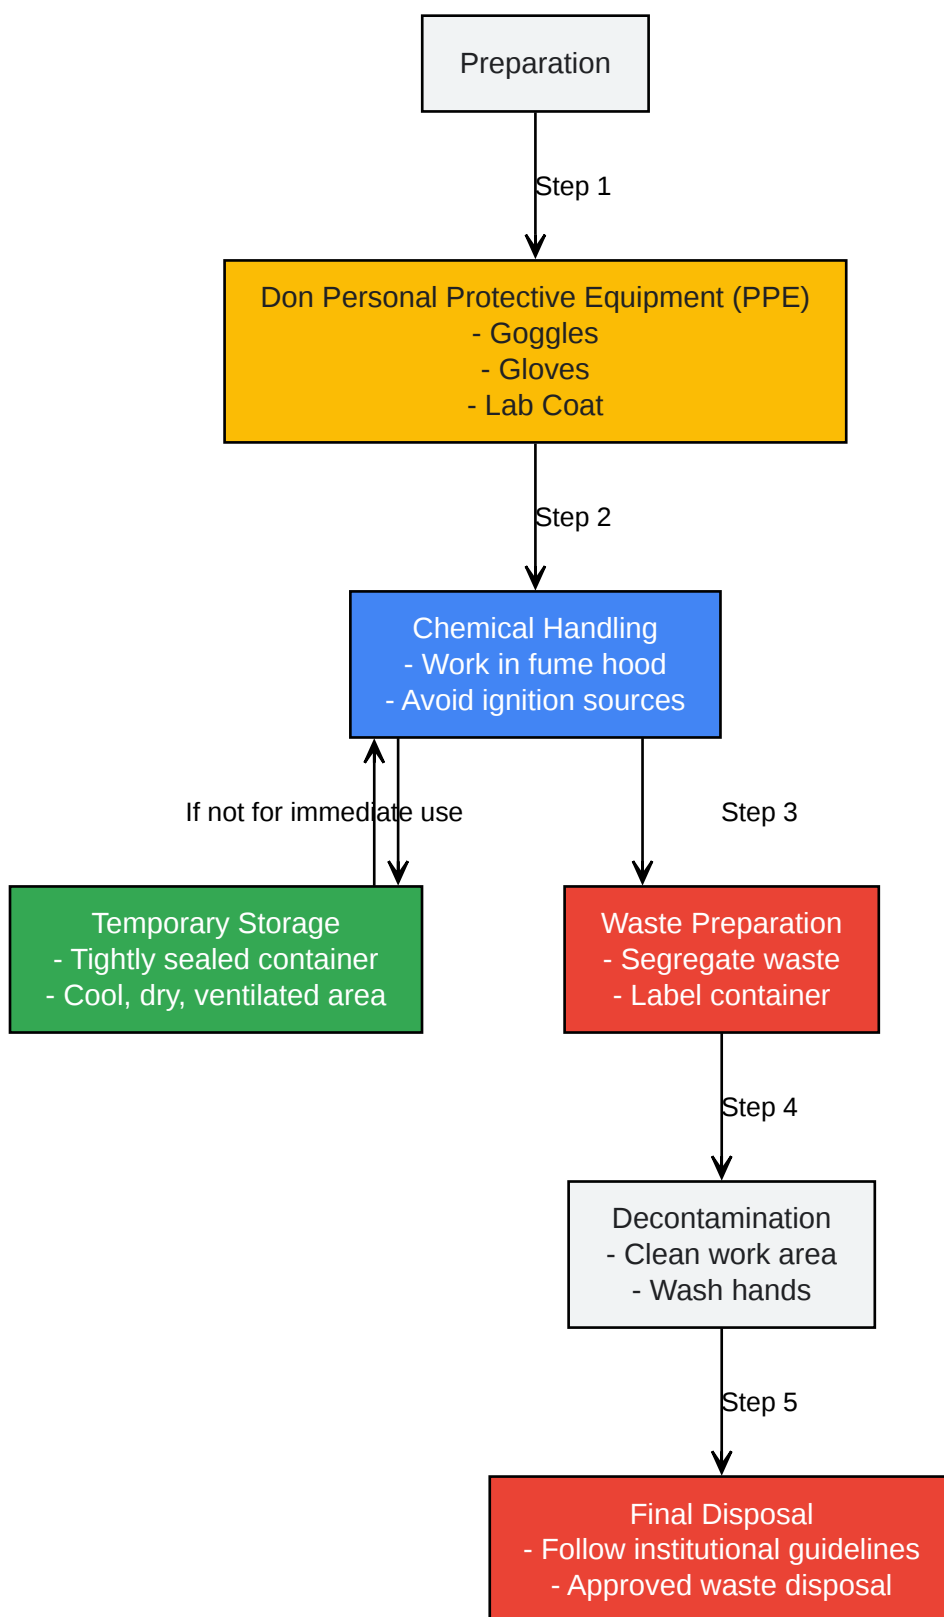 Preparation
Step 1
Don Personal Protective Equipment (PPE)
- Goggles
- Gloves
- Lab Coat
Step 2
Chemical Handling
- Work in fume hood
- Avoid ignition sources
If not for immediate use
Step 3
Temporary Storage
- Tightly sealed container
- Cool, dry, ventilated area
Waste Preparation
- Segregate waste
- Label container
Step 4
Decontamination
- Clean work area
- Wash hands
Step 5
Final Disposal
- Follow institutional guidelines
- Approved waste disposal